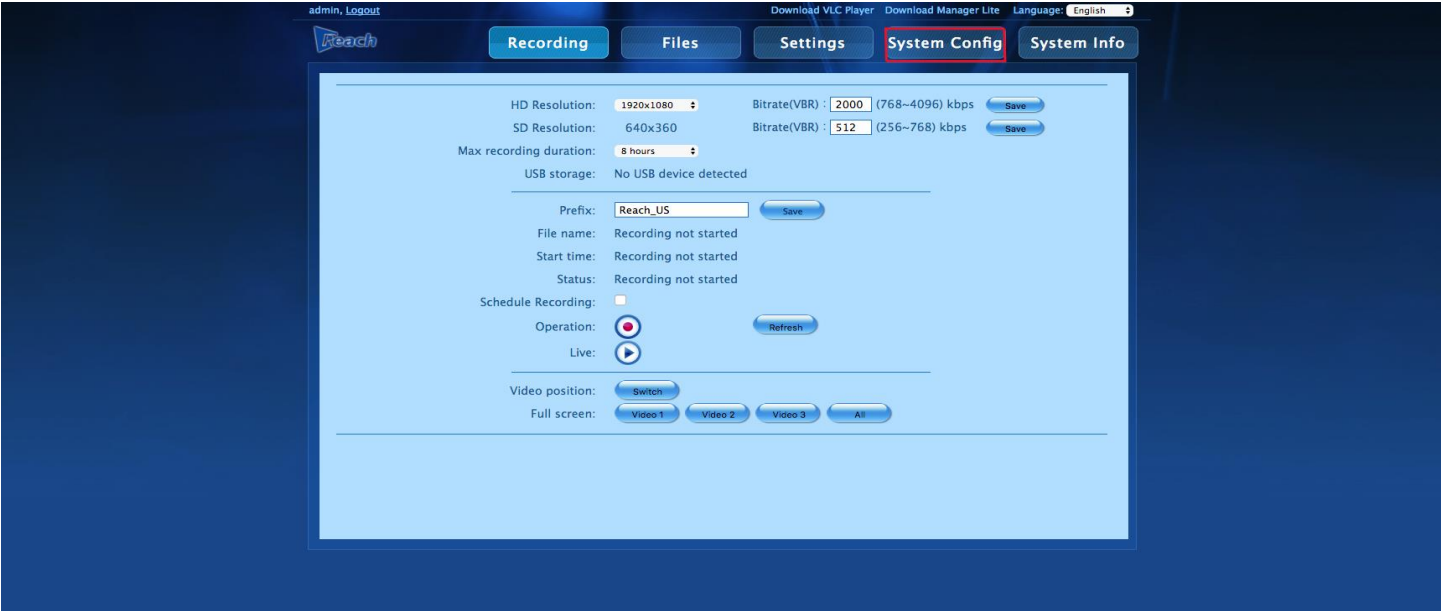 admin, Logout Download VLC Player Download Manager Lite Language: English
Reach Recording Files Settings System Config System Info
HD Resolution: 1920x1080 Bitrate(VBR) : 2000 (768~4096) kbps Save
SD Resolution: 640x360 Bitrate(VBR) : 512 (256~768) kbps Save
Max recording duration: 8 hours
USB storage: No USB device detected
Prefix: Reach_US Save
File name: Recording not started
Start time: Recording not started
Status: Recording not started
Schedule Recording:
Operation: Refresh
Live:
Video position: Switch
Full screen: Video 1 Video 2 Video 3 All